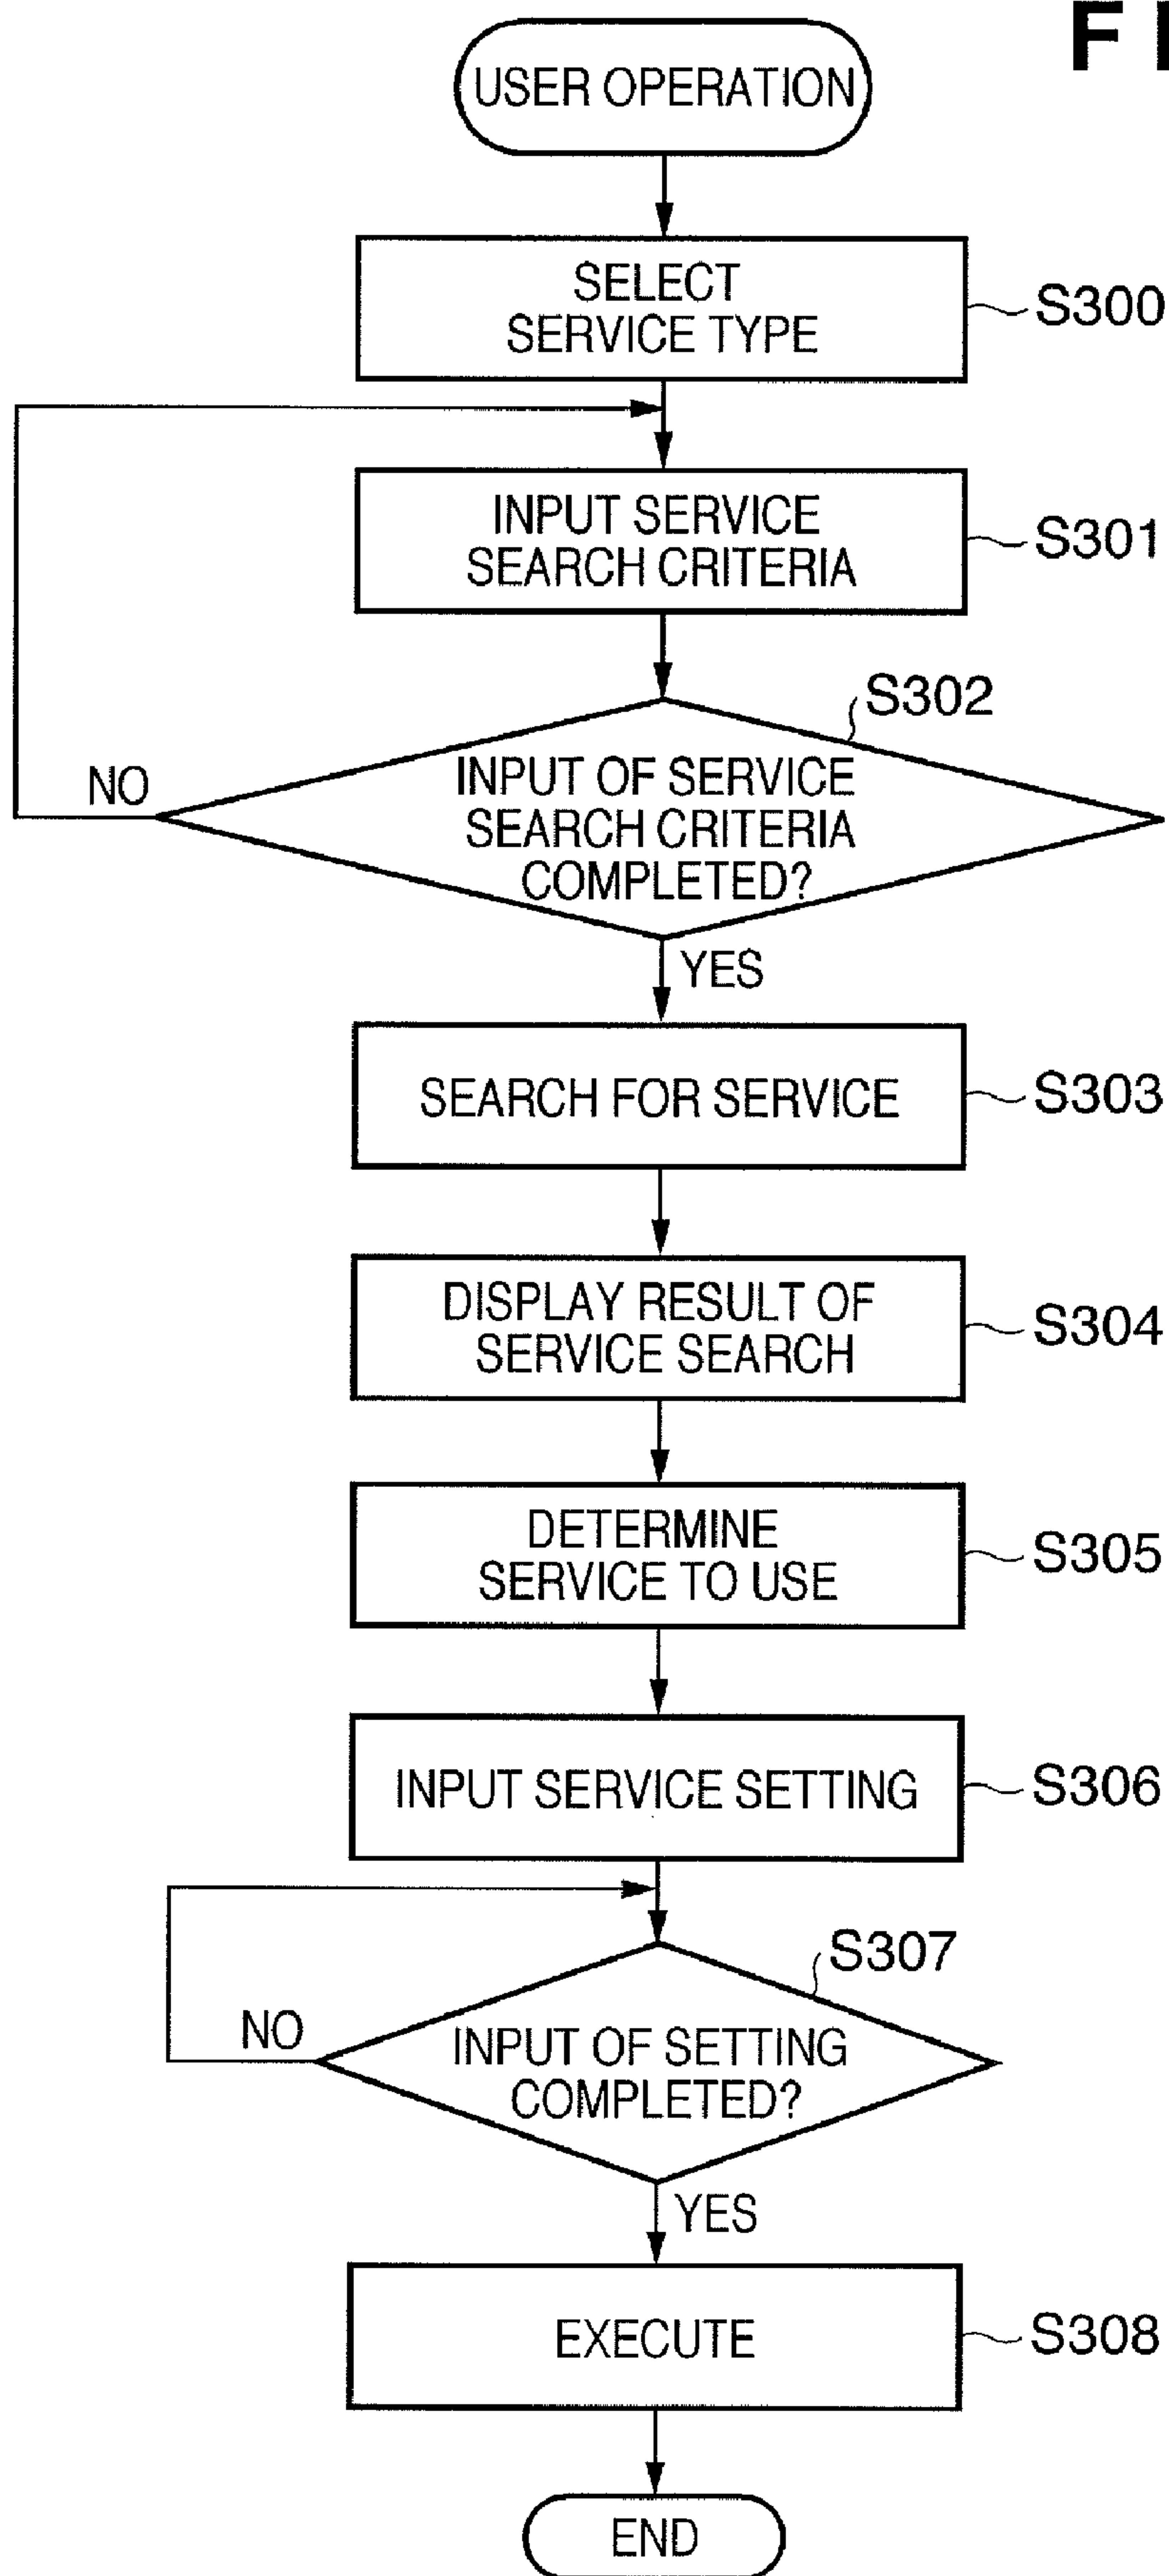 USER OPERATION
SELECT
SERVICE TYPE
S300
INPUT SERVICE
SEARCH CRITERIA
S301
S302
INPUT OF SERVICE
SEARCH CRITERIA
COMPLETED?
NO
YES
SEARCH FOR SERVICE
S303
DISPLAY RESULT OF
SERVICE SEARCH
S304
DETERMINE
SERVICE TO USE
S305
INPUT SERVICE SETTING
S306
S307
INPUT OF SETTING
COMPLETED?
NO
YES
EXECUTE
S308
END